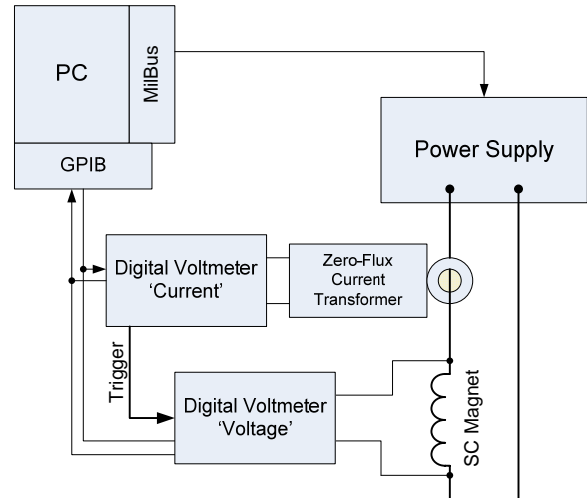 PC
MilBus
GPIB
Power Supply
Digital Voltmeter
'Current'
Zero-Flux
Current
Transformer
Trigger
Digital Voltmeter
'Voltage'
SC Magnet